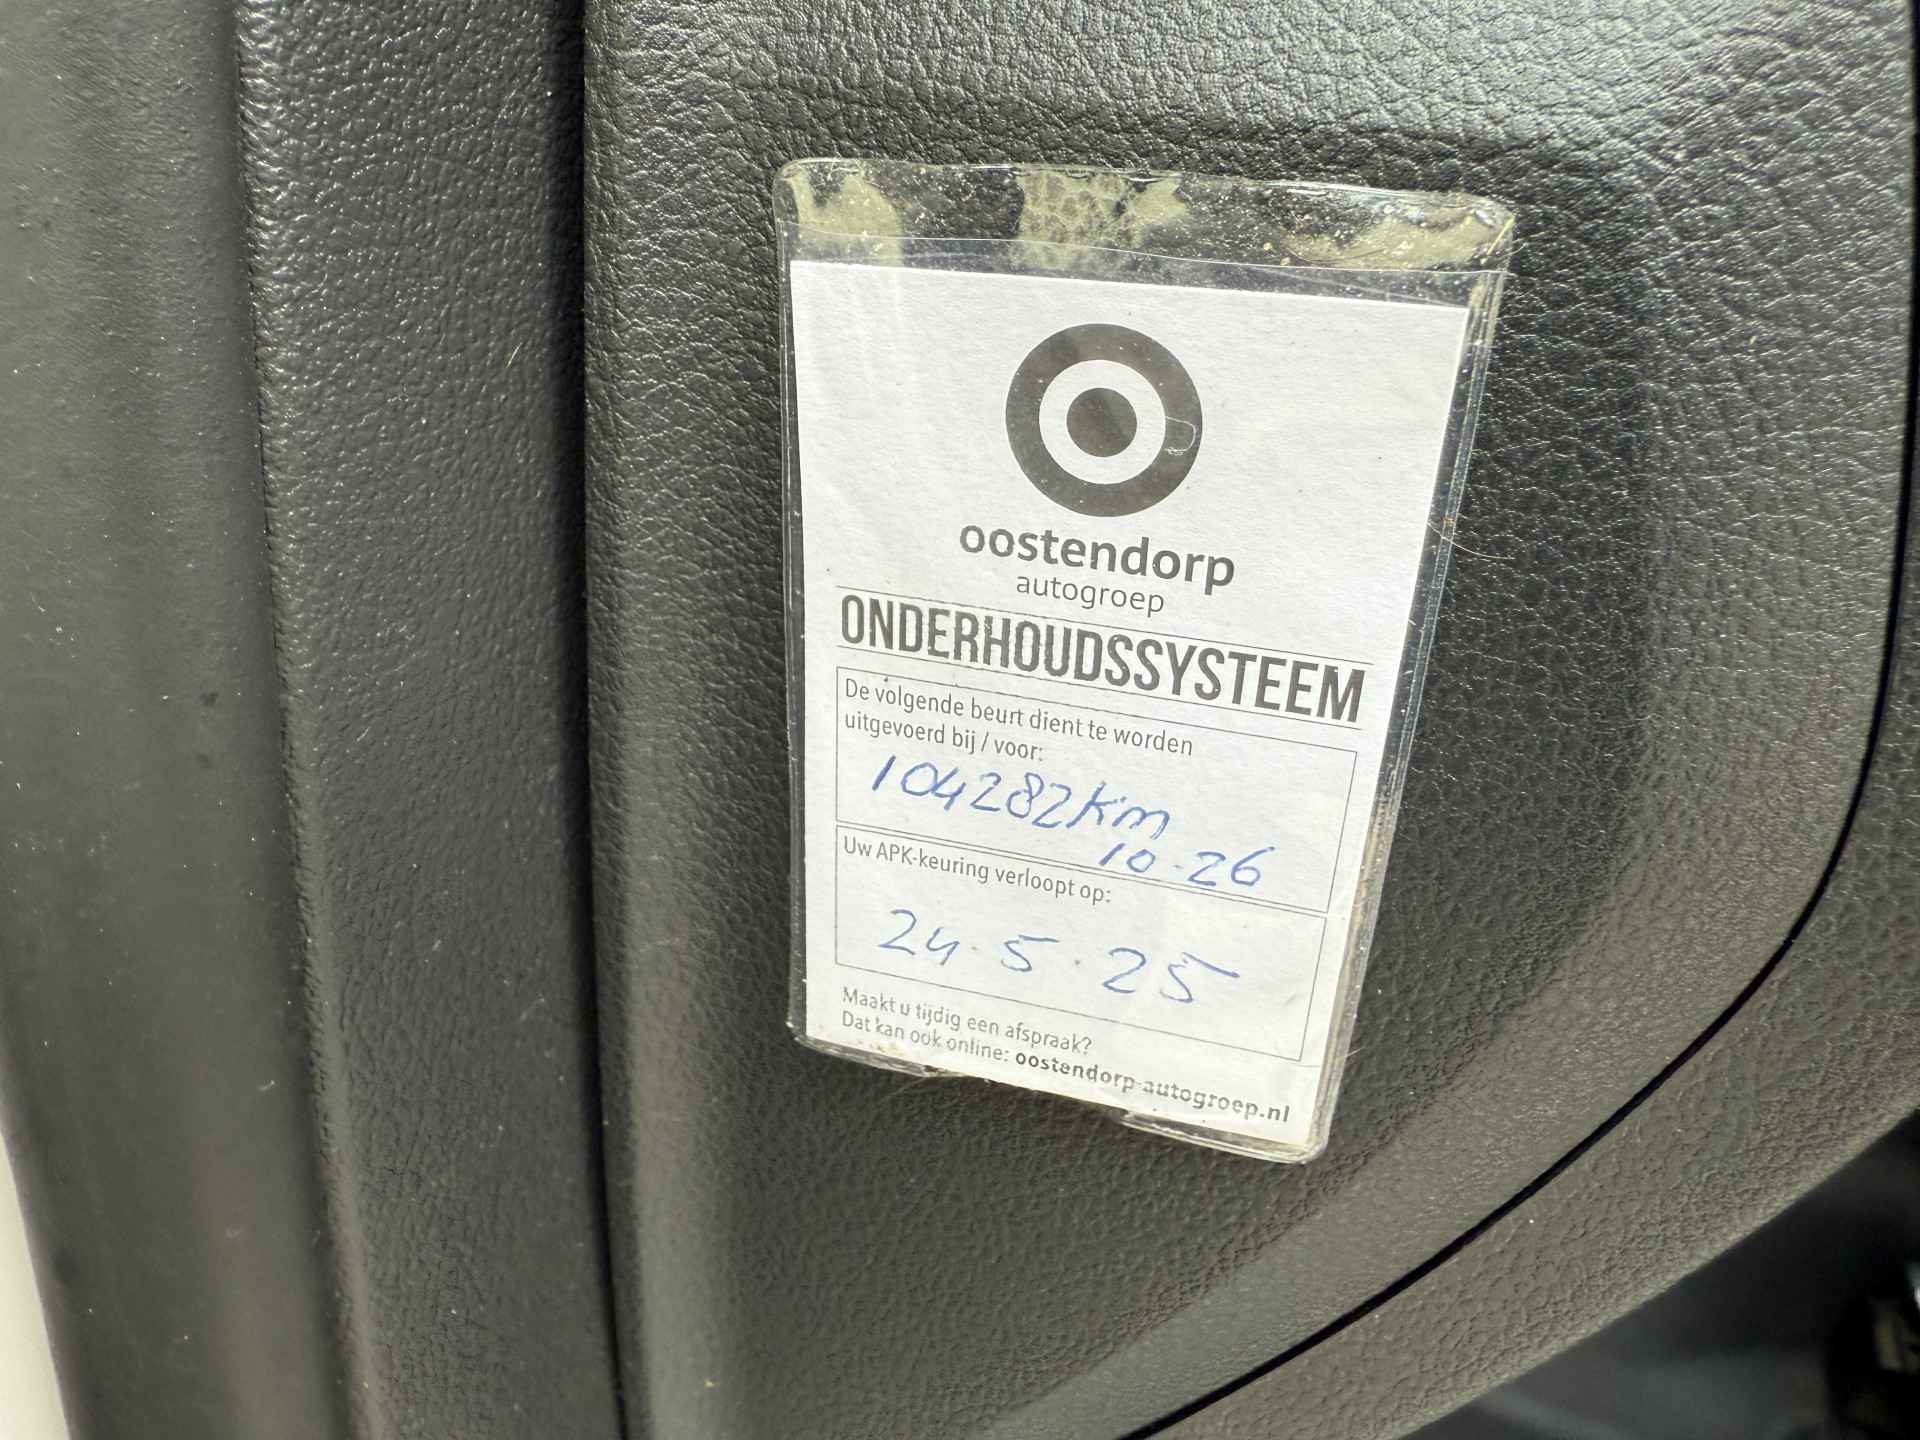 oostendorp
autogroep
ONDERHOUDSSYSTEEM
De volgende beurt dient te worden
uitgevoerd bij / voor:
104282km
10-26
Uw APK-keuring verloopt op:
24.5.25
Maakt u tijdig een afspraak?
Dat kan ook online: oostendorp-autogroep.nl